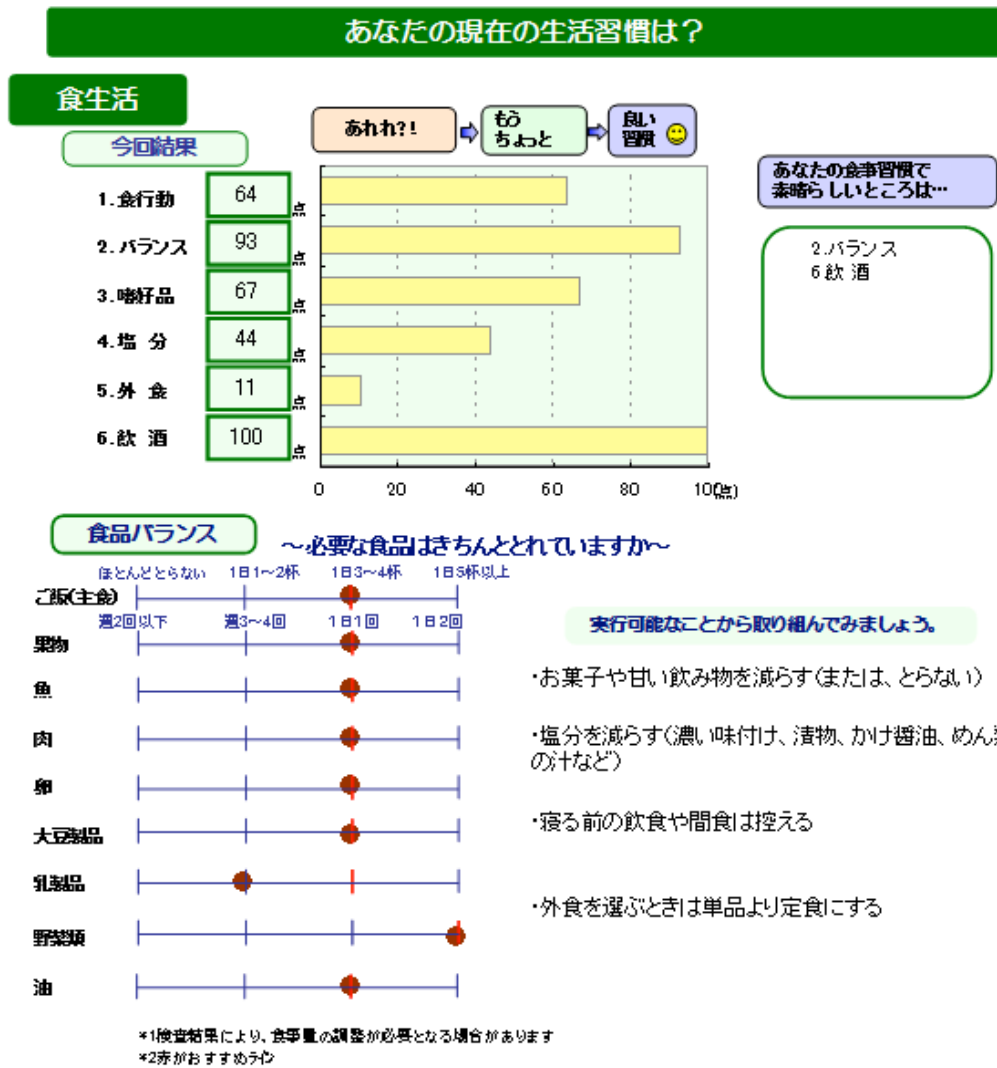 あなたの現在の生活習慣は？
食生活
今回結果
あれれ?!
もう
ちょっと
良い
習慣
1.食行動 64 点
2.バランス 93 点
3.嗜好品 67 点
4.塩 分 44 点
5.外 食 11 点
6.飲 酒 100 点
0 20 40 60 80 100(点)
あなたの食事習慣で
素晴らしいところは…
2.バランス
6.飲 酒
食品バランス
～必要な食品はきちんととれていますか～
ほとんどとらない 1日1～2杯 1日3～4杯 1日5杯以上
ご飯(主食)
週2回以下 週3～4回 1日1回 1日2回
果物
魚
肉
卵
大豆製品
乳製品
野菜類
油
*1検査結果により、食事量の調整が必要となる場合があります
*2赤がおすすめライン
実行可能なことから取り組んでみましょう。
・お菓子や甘い飲み物を減らす(または、とらない)
・塩分を減らす(濃い味付け、漬物、かけ醤油、めん類
の汁など)
・寝る前の飲食や間食は控える
・外食を選ぶときは単品より定食にする